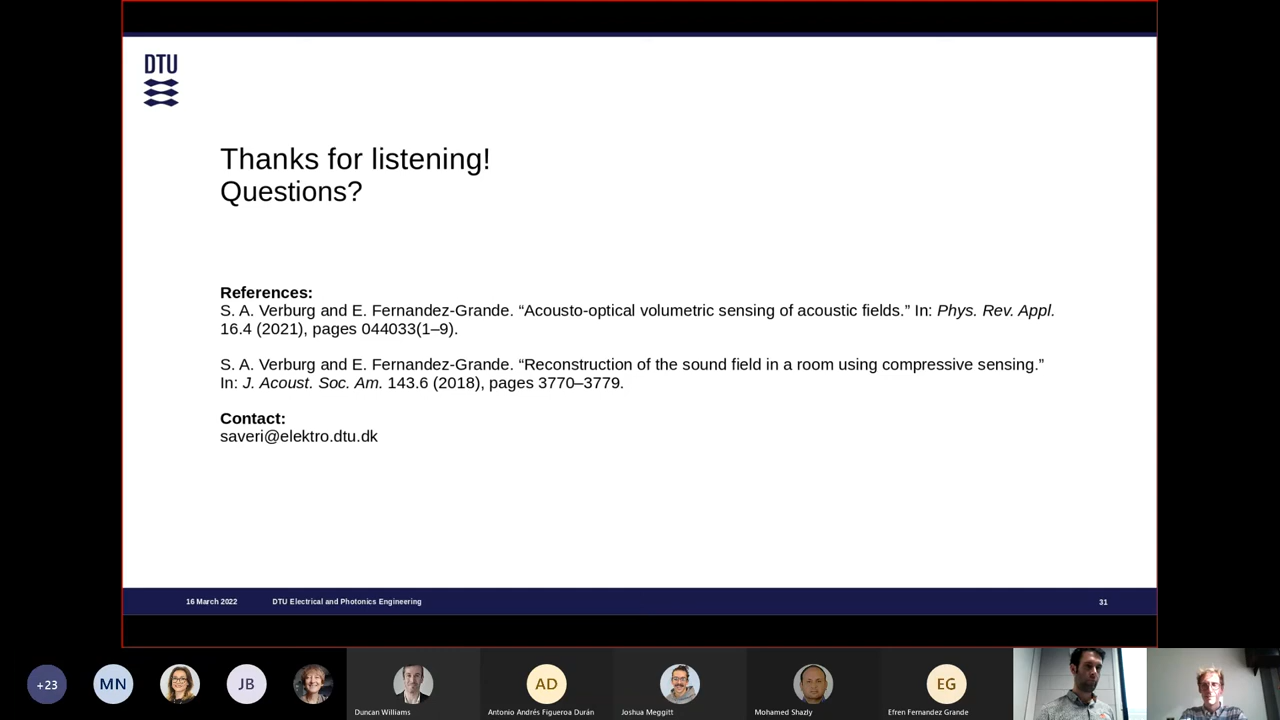 DTU
Thanks for listening!
Questions?
References:
S. A. Verburg and E. Fernandez-Grande. “Acousto-optical volumetric sensing of acoustic fields.” In: Phys. Rev. Appl.
16.4 (2021), pages 044033(1–9).
S. A. Verburg and E. Fernandez-Grande. “Reconstruction of the sound field in a room using compressive sensing.”
In: J. Acoust. Soc. Am. 143.6 (2018), pages 3770–3779.
Contact:
saveri@elektro.dtu.dk
16 March 2022 DTU Electrical and Photonics Engineering 31
+23 MN JB AD EG
Duncan Williams Antonio Andrés Figueroa Durán Joshua Meggitt Mohamed Shazly Efren Fernandez Grande